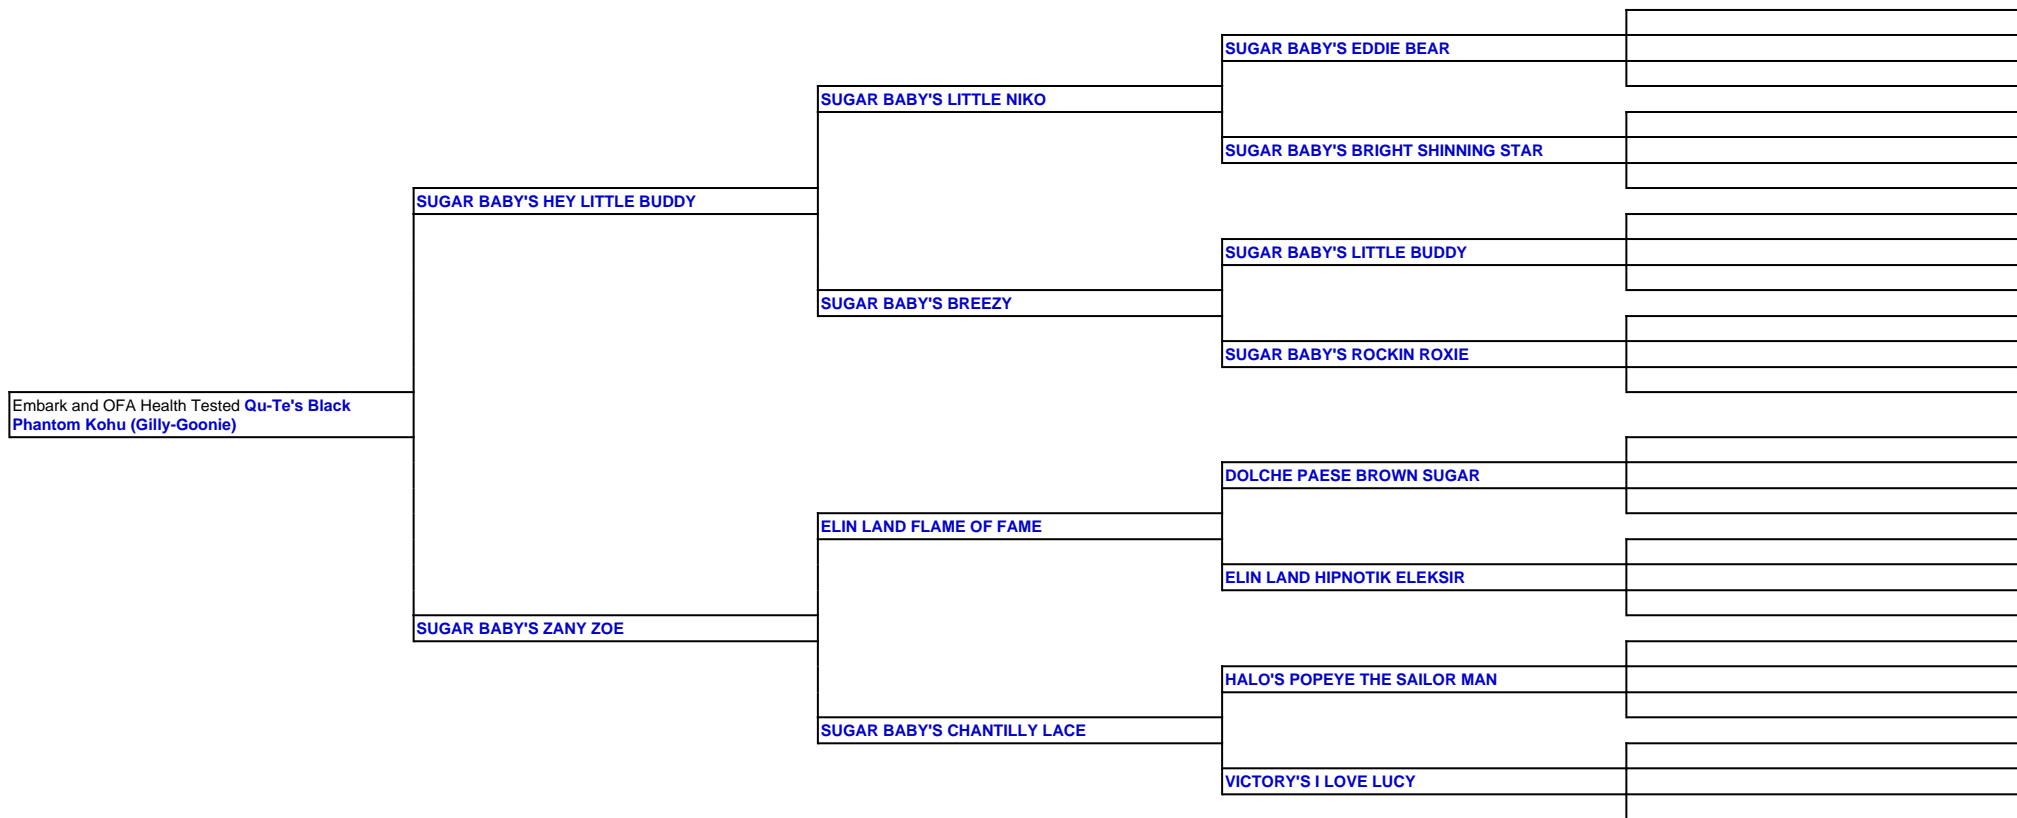 SUGAR BABY'S EDDIE BEAR
SUGAR BABY'S LITTLE NIKO
SUGAR BABY'S BRIGHT SHINNING STAR
SUGAR BABY'S HEY LITTLE BUDDY
SUGAR BABY'S LITTLE BUDDY
SUGAR BABY'S BREEZY
SUGAR BABY'S ROCKIN ROXIE
Embark and OFA Health Tested Qu-Te's Black
Phantom Kohu (Gilly-Goonie)
DOLCHE PAESE BROWN SUGAR
ELIN LAND FLAME OF FAME
ELIN LAND HIPNOTIK ELEKSIR
SUGAR BABY'S ZANY ZOE
HALO'S POPEYE THE SAILOR MAN
SUGAR BABY'S CHANTILLY LACE
VICTORY'S I LOVE LUCY